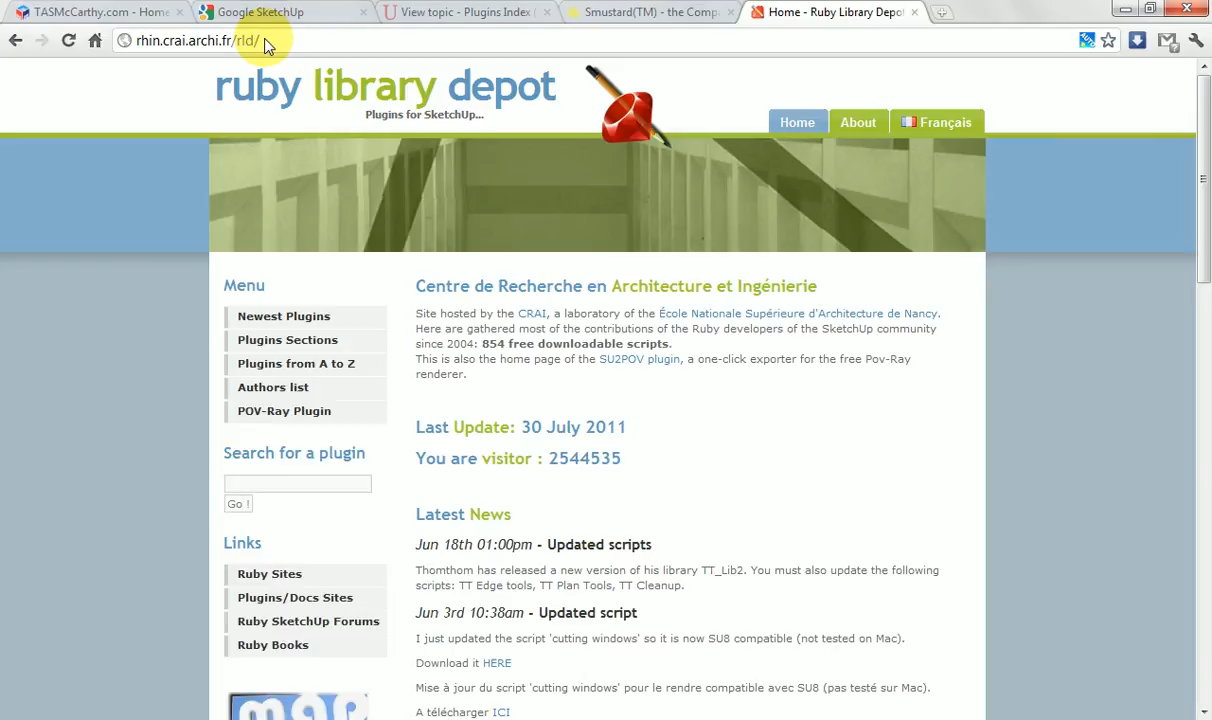 TASMcCarthy.com - Home
Google SketchUp
View topic - Plugins Index (
Smustard(TM) - the Comp
Home - Ruby Library Depot
rhin.crai.archi.fr/rld/
ruby library depot
Plugins for SketchUp...
Home
About
Français
Menu
Newest Plugins
Plugins Sections
Plugins from A to Z
Authors list
POV-Ray Plugin
Search for a plugin
Go !
Links
Ruby Sites
Plugins/Docs Sites
Ruby SketchUp Forums
Ruby Books
map
Centre de Recherche en Architecture et Ingénierie
Site hosted by the CRAI, a laboratory of the École Nationale Supérieure d'Architecture de Nancy.
Here are gathered most of the contributions of the Ruby developers of the SketchUp community
since 2004: 854 free downloadable scripts.
This is also the home page of the SU2POV plugin, a one-click exporter for the free Pov-Ray
renderer.
Last Update: 30 July 2011
You are visitor : 2544535
Latest News
Jun 18th 01:00pm - Updated scripts
Thomthom has released a new version of his library TT_Lib2. You must also update the following
scripts: TT Edge tools, TT Plan Tools, TT Cleanup.
Jun 3rd 10:38am - Updated script
I just updated the script 'cutting windows' so it is now SU8 compatible (not tested on Mac).
Download it HERE
Mise à jour du script 'cutting windows' pour le rendre compatible avec SU8 (pas testé sur Mac).
A télécharger ICI